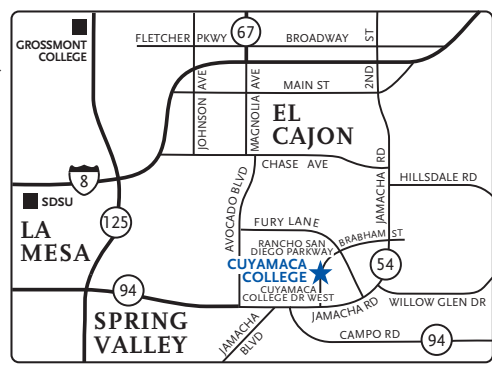 GROSSMONT
COLLEGE
FLETCHER PKWY
67
BROADWAY
2ND ST
JOHNSON AVE
MAGNOLIA AVE
MAIN ST
EL
CAJON
CHASE AVE
8
SDSU
LA
MESA
125
AVOCADO BLVD
JAMACHA RD
HILLSDALE RD
FURY LANE
RANCHO SAN
DIEGO PARKWAY
BRABHAM ST
CUYAMACA
COLLEGE
CUYAMACA
COLLEGE DR WEST
54
94
SPRING
VALLEY
JAMACHA
BLVD
JAMACHA RD
WILLOW GLEN DR
CAMPO RD
94